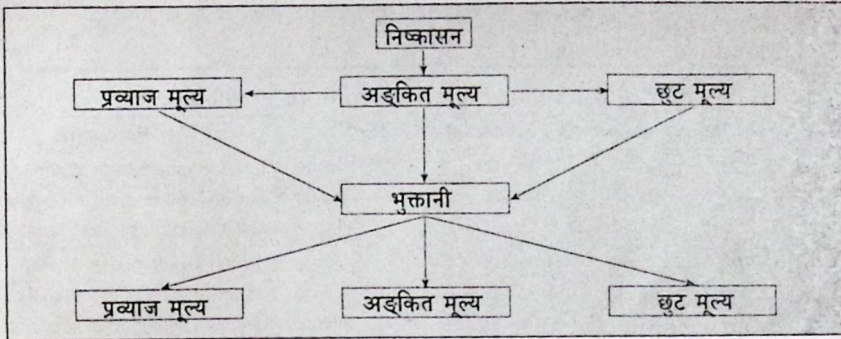 निष्कासन
प्रव्याज मूल्य अङ्कित मूल्य छुट मूल्य
भुक्तानी
प्रव्याज मूल्य अङ्कित मूल्य छुट मूल्य